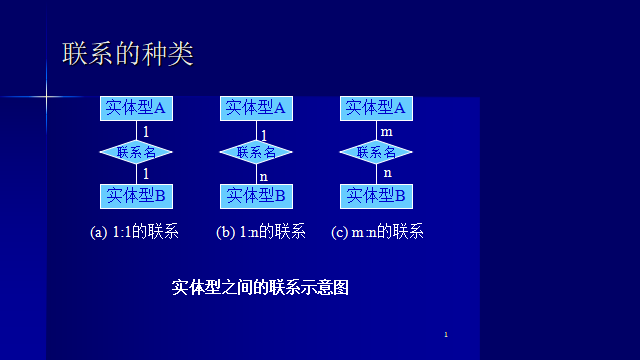 联系的种类
实体型A 实体型A 实体型A
1 1 m
联系名 联系名 联系名
1 n n
实体型B 实体型B 实体型B
(a) 1:1的联系 (b) 1:n的联系 (c) m:n的联系
实体型之间的联系示意图
1